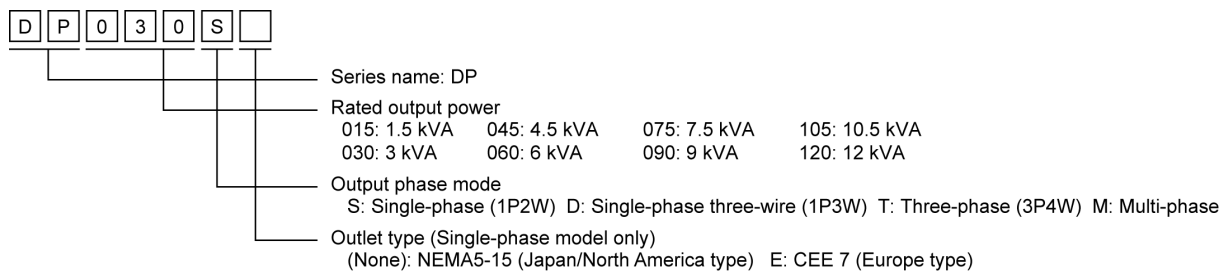 DP030S
Series name: DP
Rated output power
015: 1.5 kVA 045: 4.5 kVA 075: 7.5 kVA 105: 10.5 kVA
030: 3 kVA 060: 6 kVA 090: 9 kVA 120: 12 kVA
Output phase mode
S: Single-phase (1P2W) D: Single-phase three-wire (1P3W) T: Three-phase (3P4W) M: Multi-phase
Outlet type (Single-phase model only)
(None): NEMA5-15 (Japan/North America type) E: CEE 7 (Europe type)